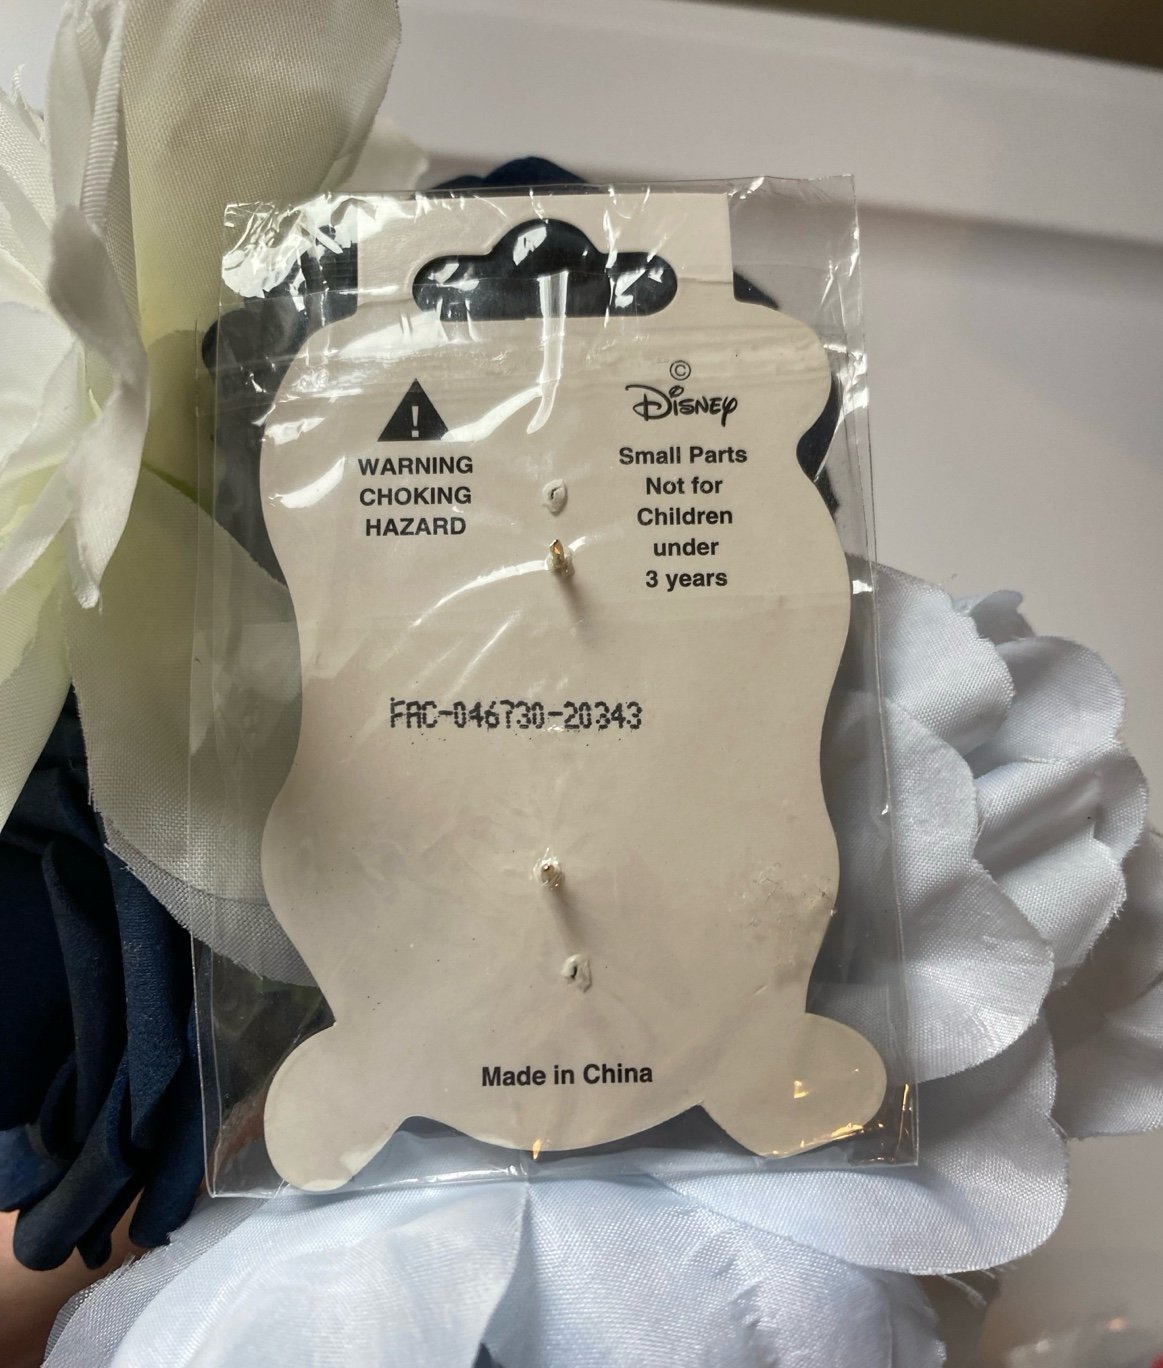 WARNING
CHOKING
HAZARD
©
Disney
Small Parts
Not for
Children
under
3 years
FAC-046730-20343
Made in China